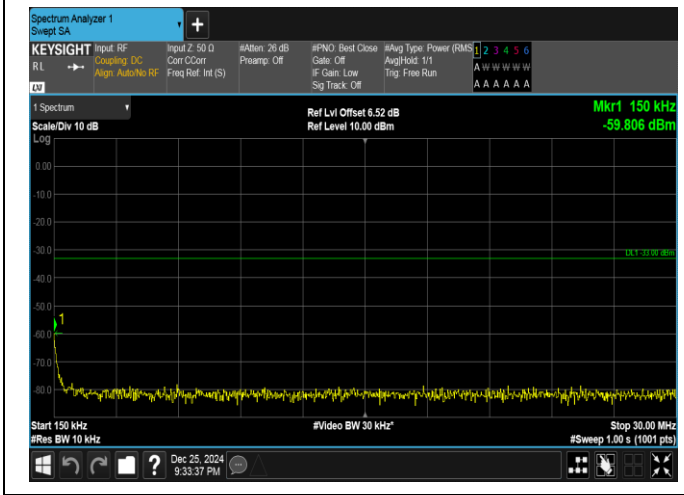 Spectrum Analyzer 1
Swept SA
+
KEYSIGHT
RL
LXI
Input: RF
Coupling: DC
Align: Auto/No RF
Input Z: 50 Ω
Corr CCorr
Freq Ref: Int (S)
#Atten: 26 dB
Preamp: Off
#PNO: Best Close
Gate: Off
IF Gain: Low
Sig Track: Off
#Avg Type: Power (RMS
Avg|Hold: 1/1
Trig: Free Run
1 2 3 4 5 6
A W W W W W
A A A A A A
1 Spectrum
Scale/Div 10 dB
Log
Ref Lvl Offset 6.52 dB
Ref Level 10.00 dBm
Mkr1 150 kHz
-59.806 dBm
0.00
-10.0
-20.0
-30.0
DL1 -33.00 dBm
-40.0
-50.0
1
-60.0
-70.0
-80.0
Start 150 kHz
#Res BW 10 kHz
#Video BW 30 kHz*
Stop 30.00 MHz
#Sweep 1.00 s (1001 pts)
?
Dec 25, 2024
9:33:37 PM